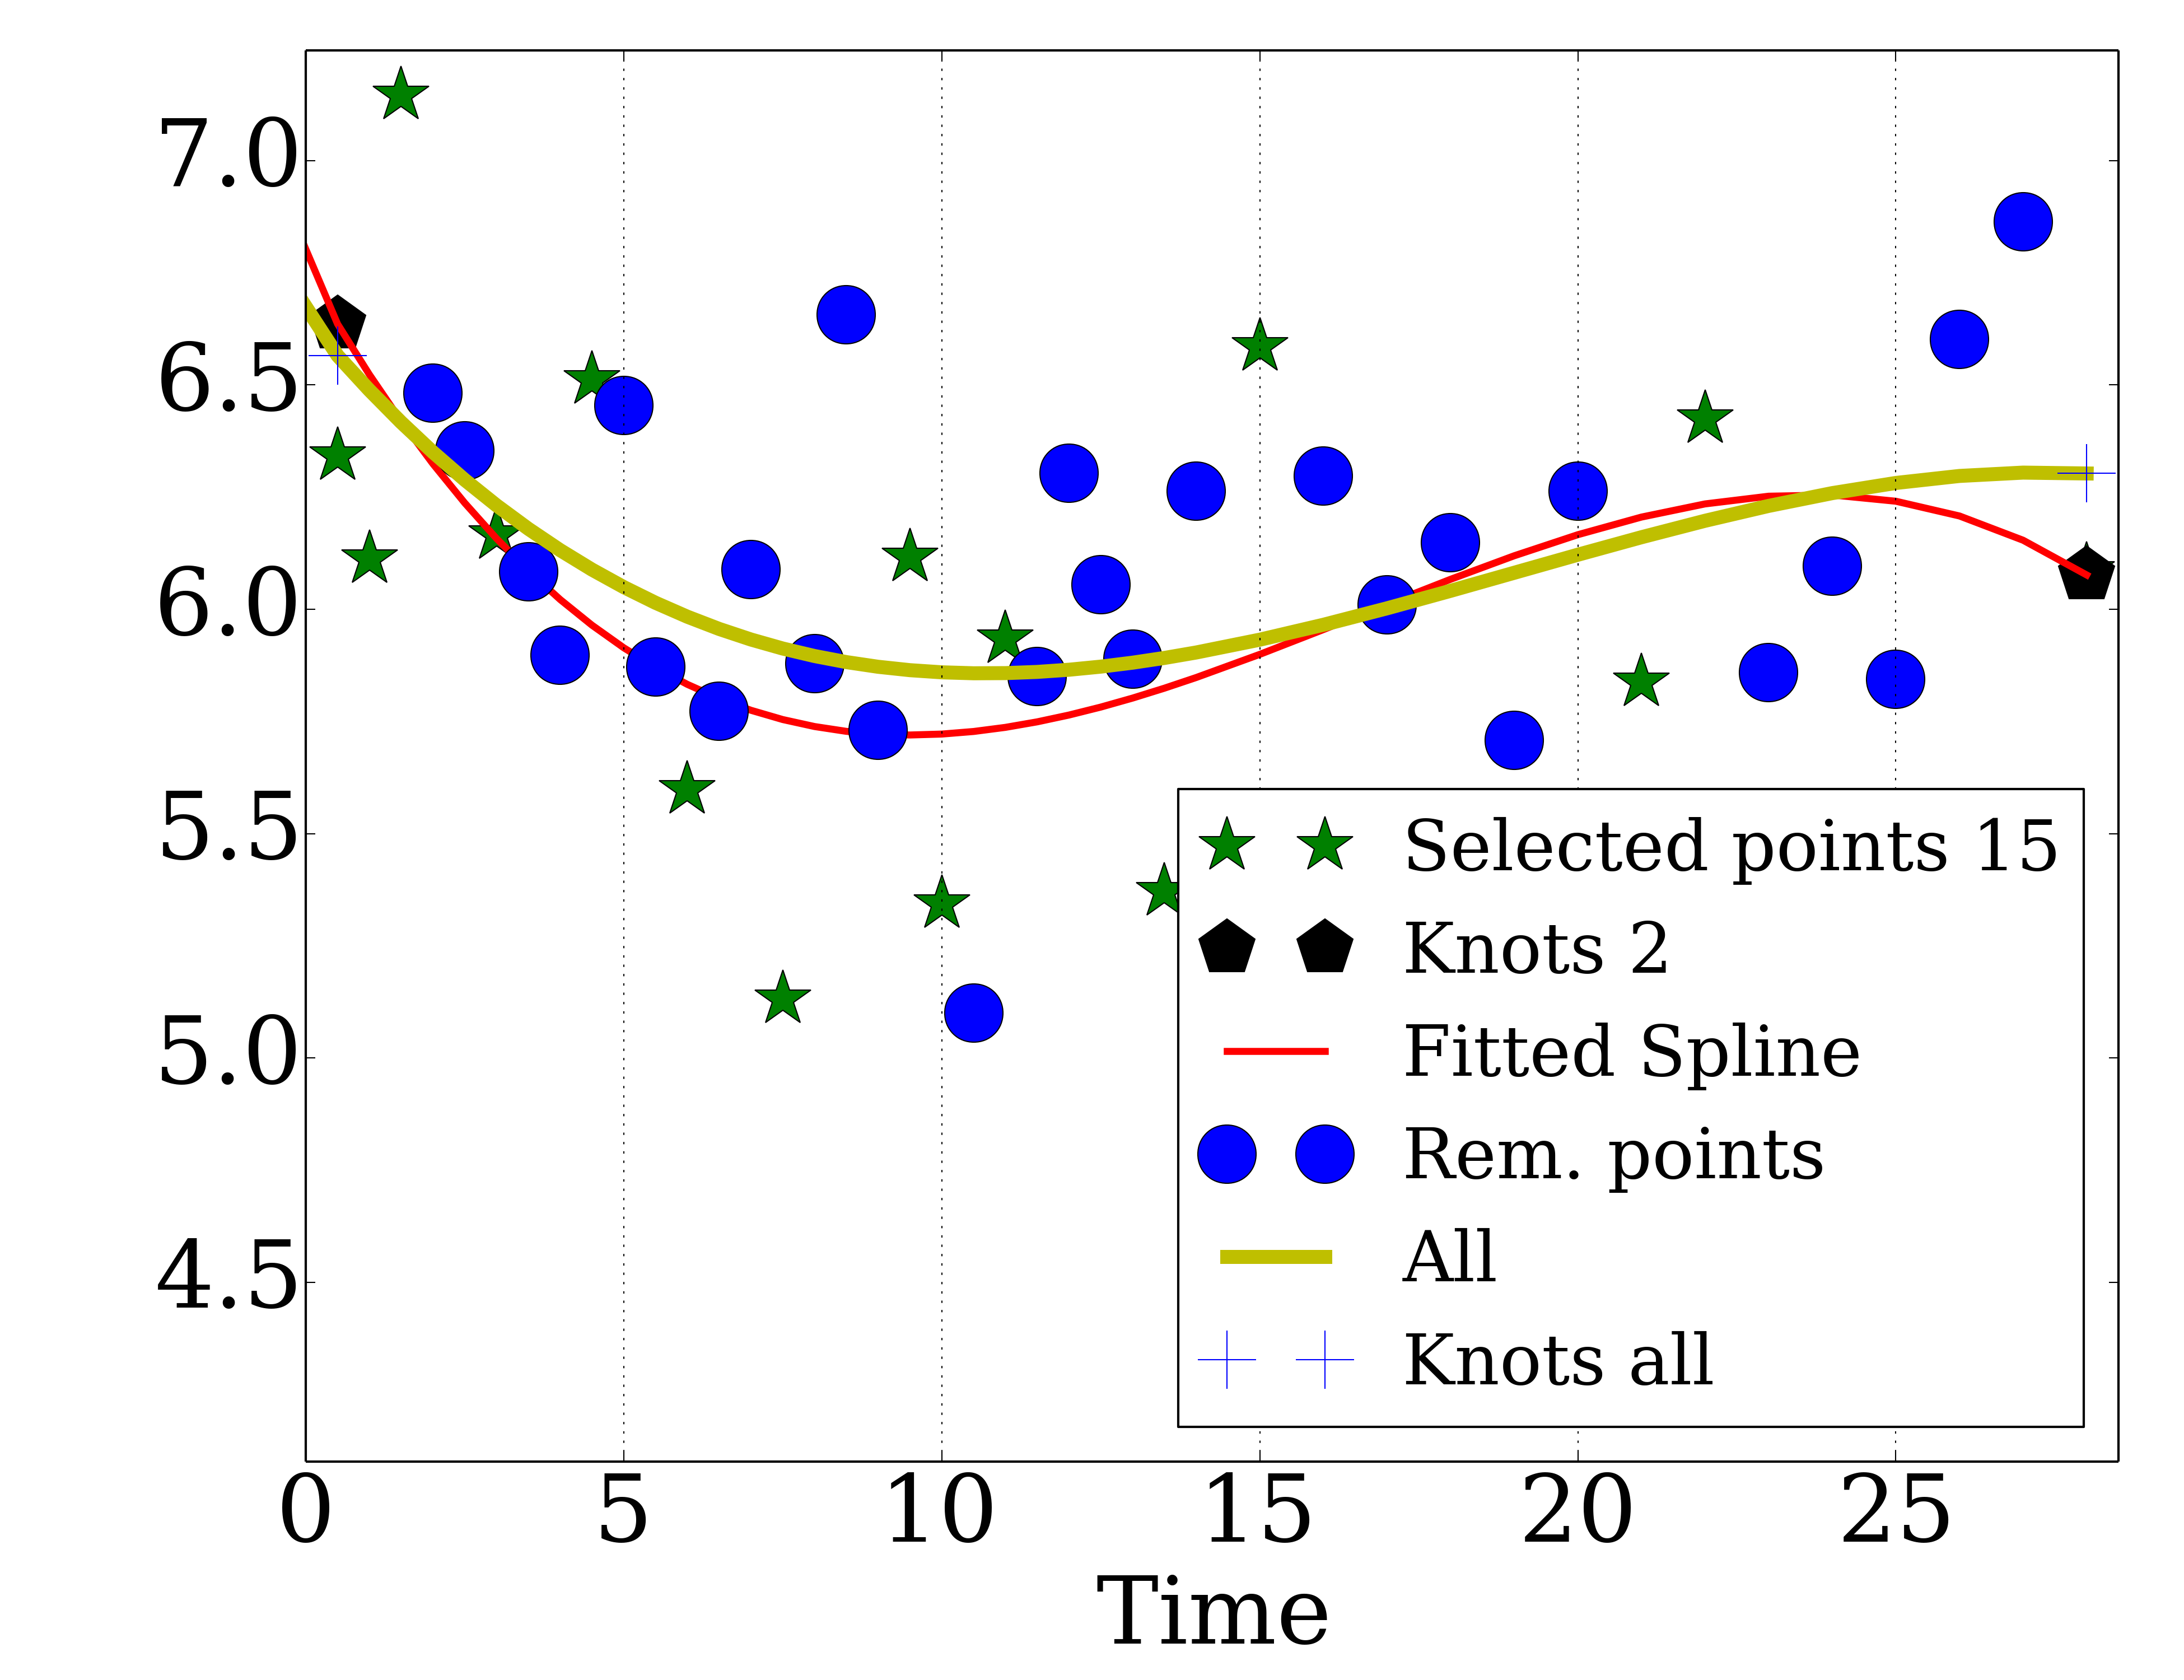 7.0
6.5
6.0
5.5
5.0
4.5
Selected points 15
Knots 2
Fitted Spline
Rem. points
All
Knots all
0 5 10 15 20 25
Time